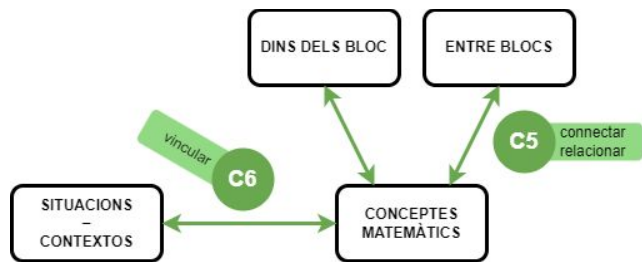 DINS DELS BLOC
ENTRE BLOCS
vincular
C6
C5
connectar
relacionar
SITUACIONS
–
CONTEXTOS
CONCEPTES
MATEMÀTICS